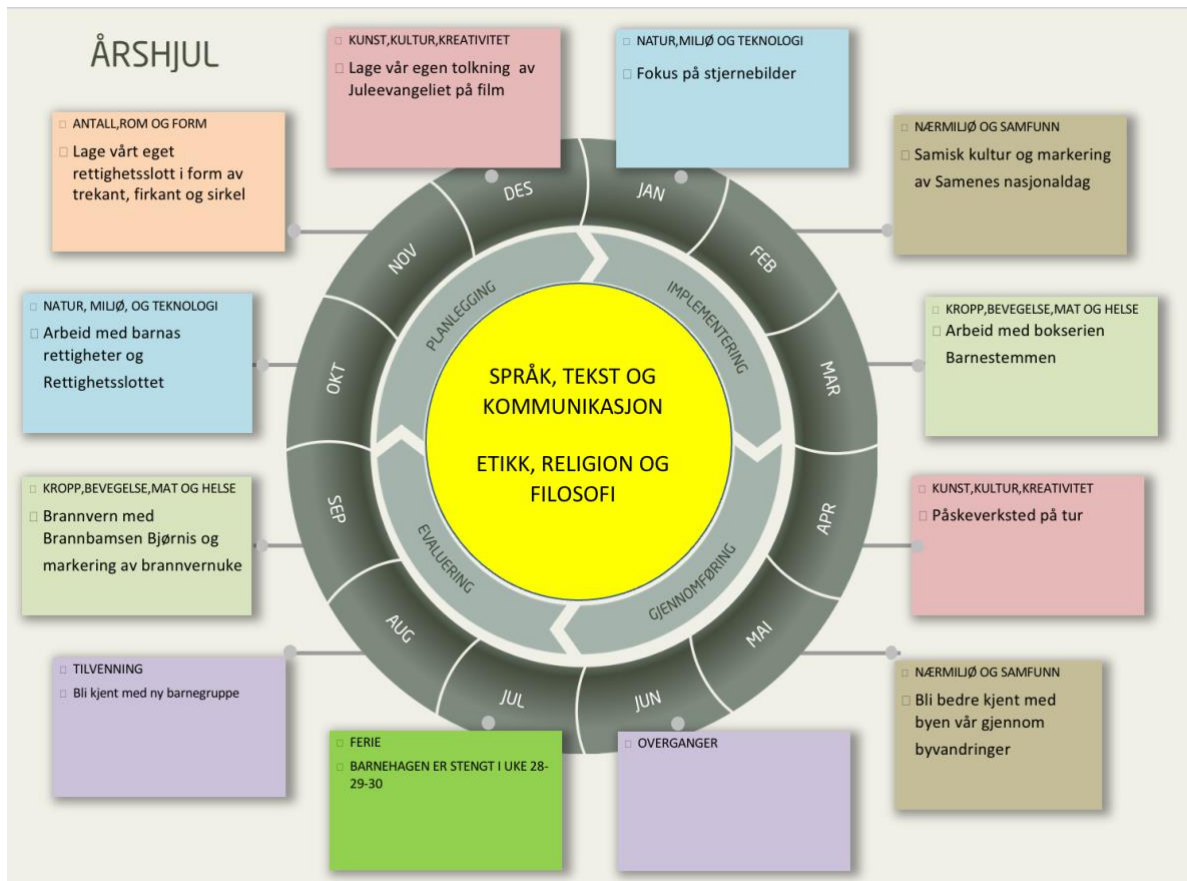 ÅRSHJUL
KUNST,KULTUR,KREATIVITET
Lage vår egen tolkning av
Juleevangeliet på film
NATUR,MILJØ OG TEKNOLOGI
Fokus på stjernebilder
ANTALL,ROM OG FORM
Lage vårt eget
rettighetsslott i form av
trekant, firkant og sirkel
NÆRMILJØ OG SAMFUNN
Samisk kultur og markering
av Samenes nasjonaldag
NATUR, MILJØ, OG TEKNOLOGI
Arbeid med barnas
rettigheter og
Rettighetsslottet
KROPP,BEVEGELSE,MAT OG HELSE
Arbeid med bokserien
Barnestemmen
KROPP,BEVEGELSE,MAT OG HELSE
Brannvern med
Brannbamsen Bjørnis og
markering av brannvernuke
KUNST,KULTUR,KREATIVITET
Påskeverksted på tur
TILVENNING
Bli kjent med ny barnegruppe
NÆRMILJØ OG SAMFUNN
Bli bedre kjent med
byen vår gjennom
byvandringer
FERIE
BARNEHAGEN ER STENGT I UKE 28-
29-30
OVERGANGER
JAN
FEB
MAR
APR
MAI
JUN
JUL
AUG
SEP
OKT
NOV
DES
PLANLEGGING
IMPLEMENTERING
GJENNOMFØRING
EVALUERING
SPRÅK, TEKST OG
KOMMUNIKASJON
ETIKK, RELIGION OG
FILOSOFI